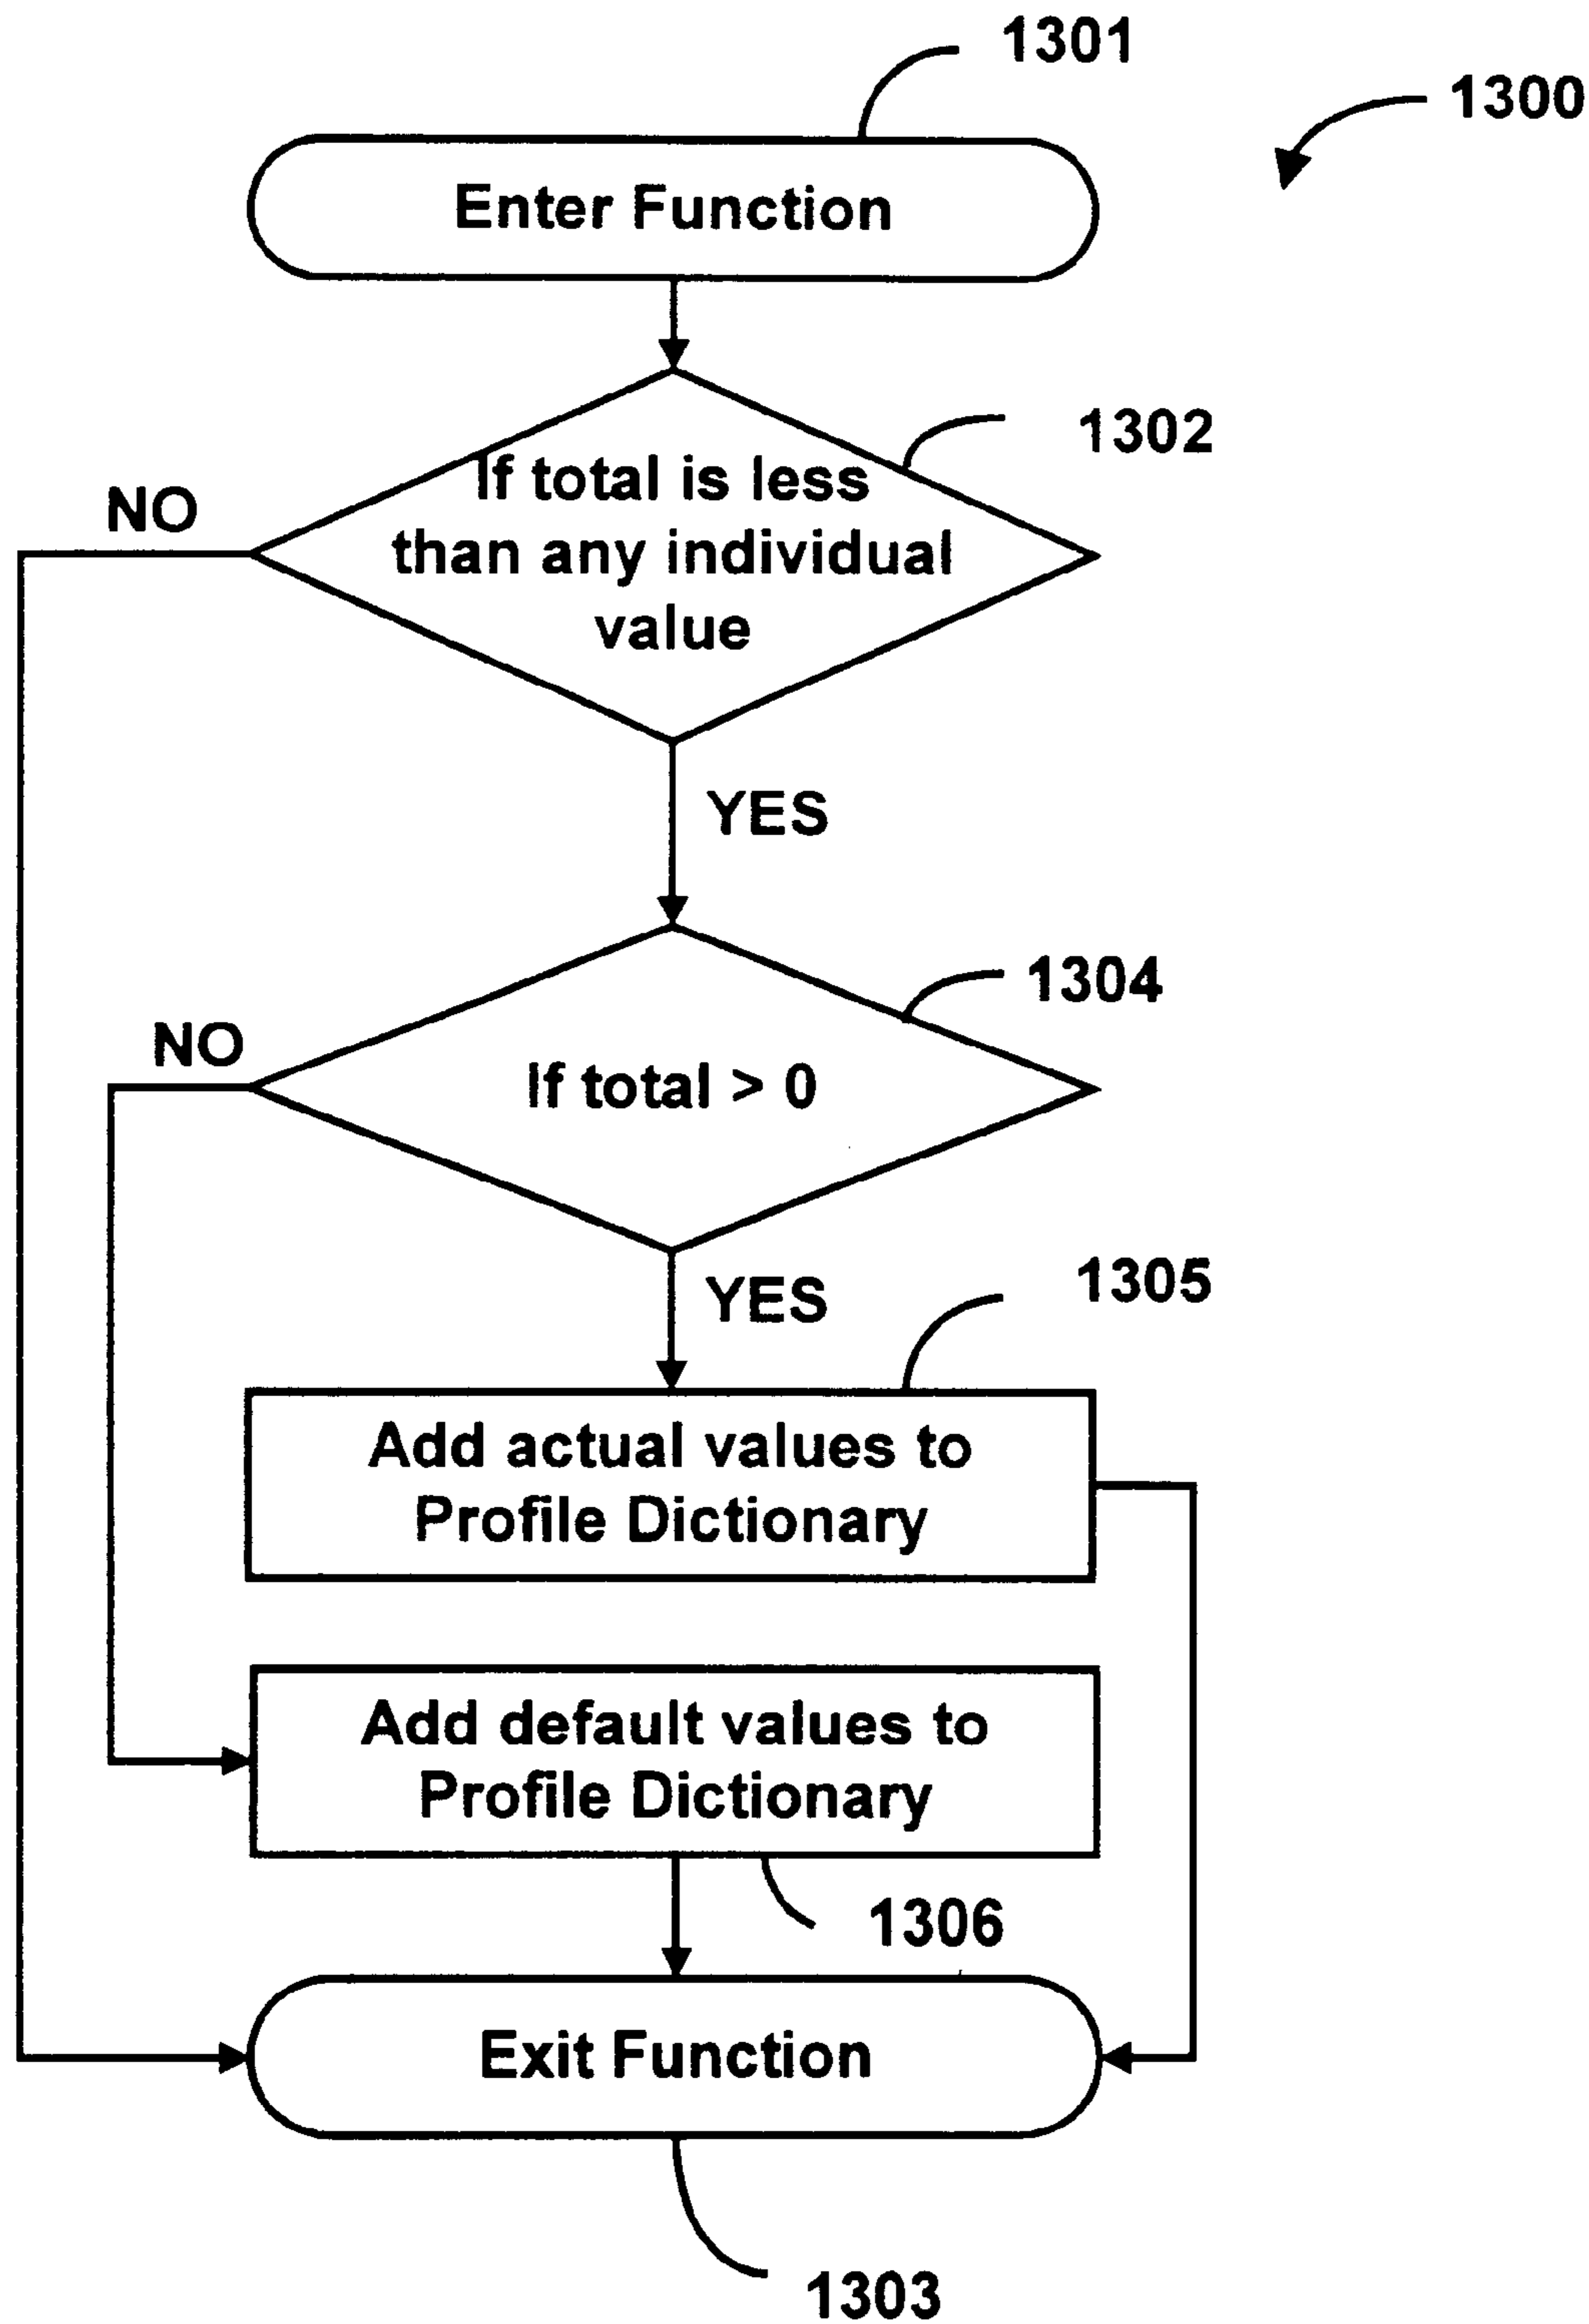 1301
1300
Enter Function
1302
If total is less
than any individual
value
NO
YES
1304
NO
If total > 0
YES
1305
Add actual values to
Profile Dictionary
Add default values to
Profile Dictionary
1306
Exit Function
1303